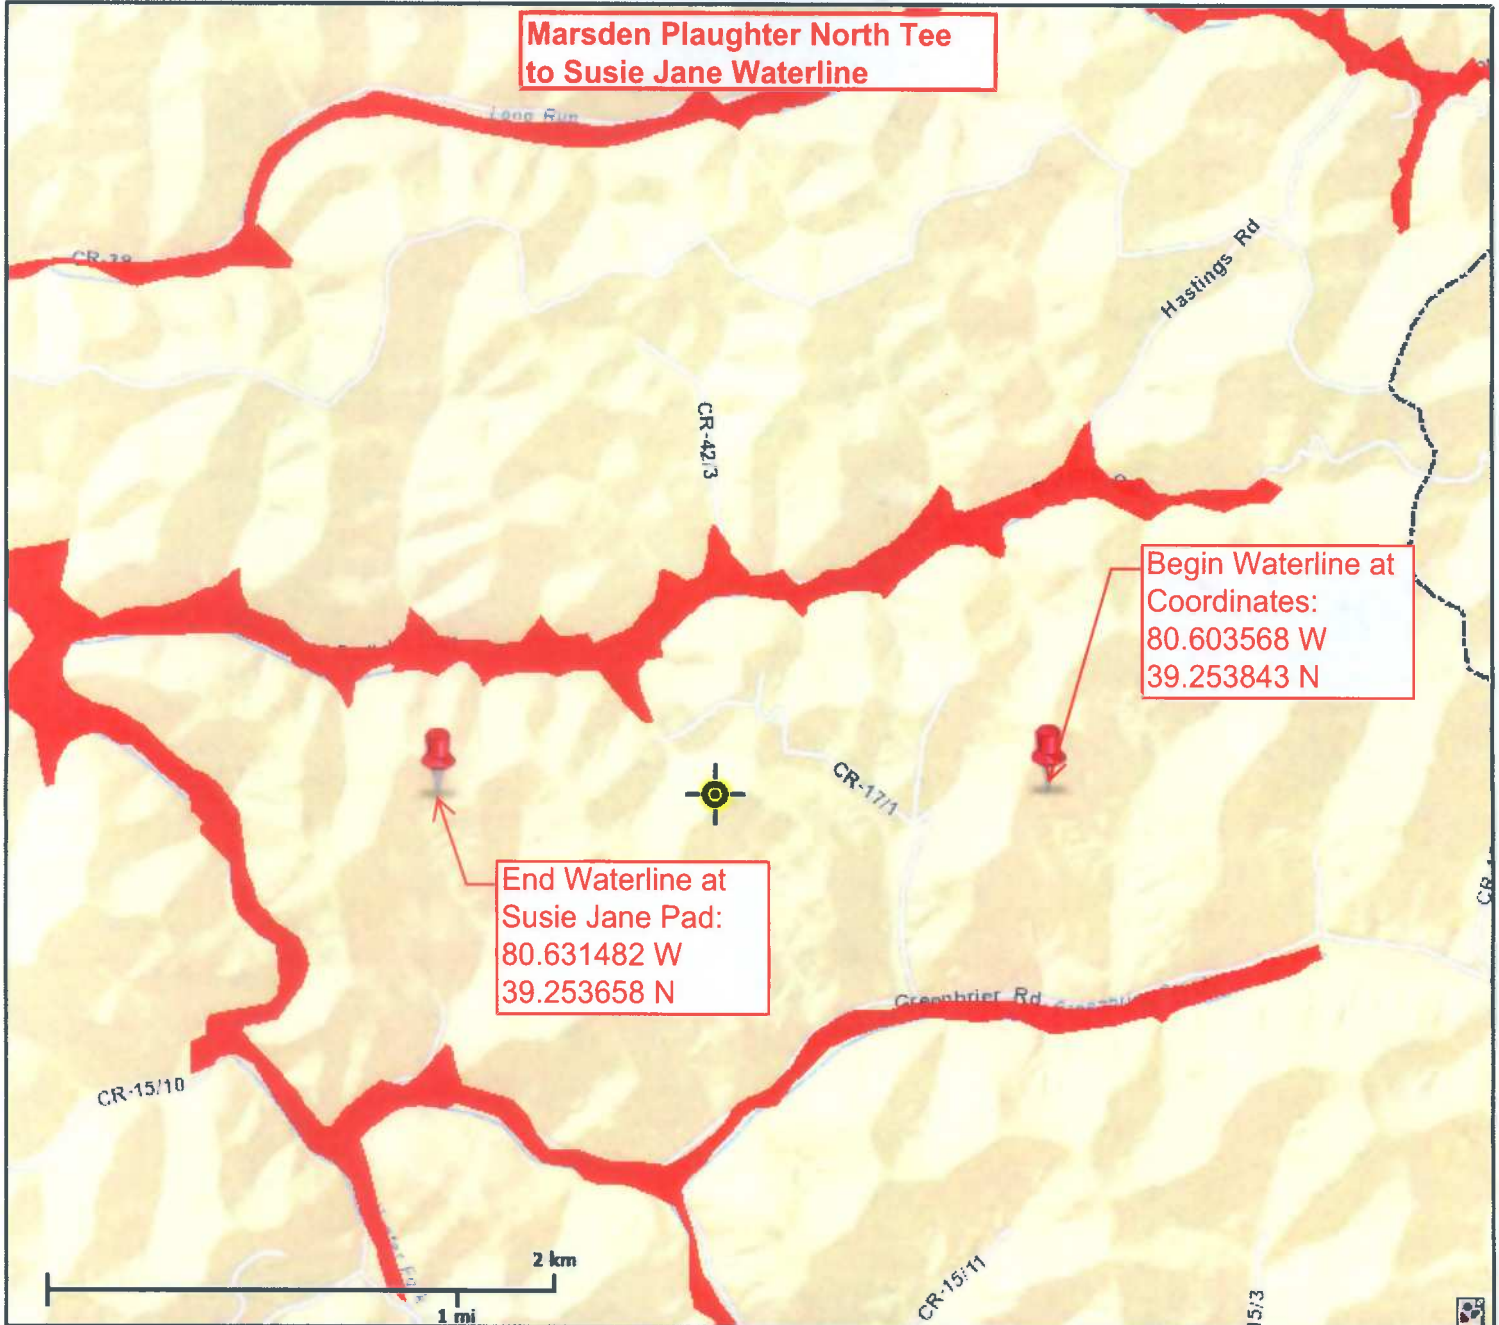 Marsden Plaughter North Tee
to Susie Jane Waterline
Long Run
Hastings Rd
CR-42/3
Begin Waterline at
Coordinates:
80.603568 W
39.253843 N
CR-17/1
End Waterline at
Susie Jane Pad:
80.631482 W
39.253658 N
Greenbrier Rd
CR-15/10
2 km
1 mi
CR-15/11
15/3